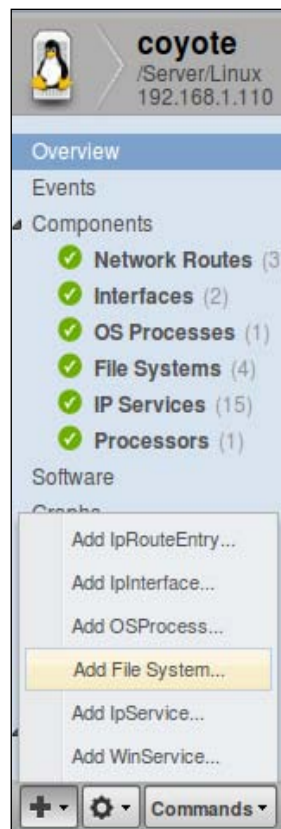 coyote
/Server/Linux
192.168.1.110
Overview
Events
Components
Network Routes (3
Interfaces (2)
OS Processes (1)
File Systems (4)
IP Services (15)
Processors (1)
Software
Graphs
Add IpRouteEntry...
Add IpInterface...
Add OSProcess...
Add File System...
Add IpService...
Add WinService...
Commands